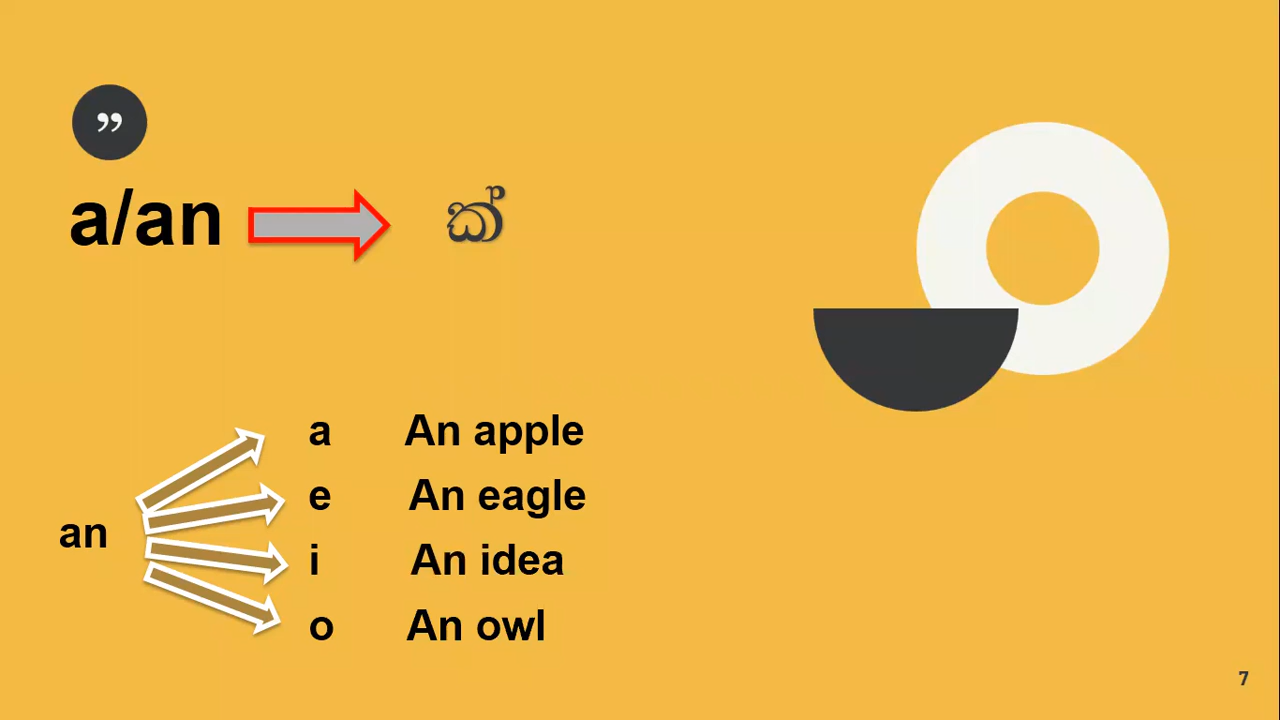 ”
a/an ක්
a An apple
e An eagle
an
i An idea
o An owl
7